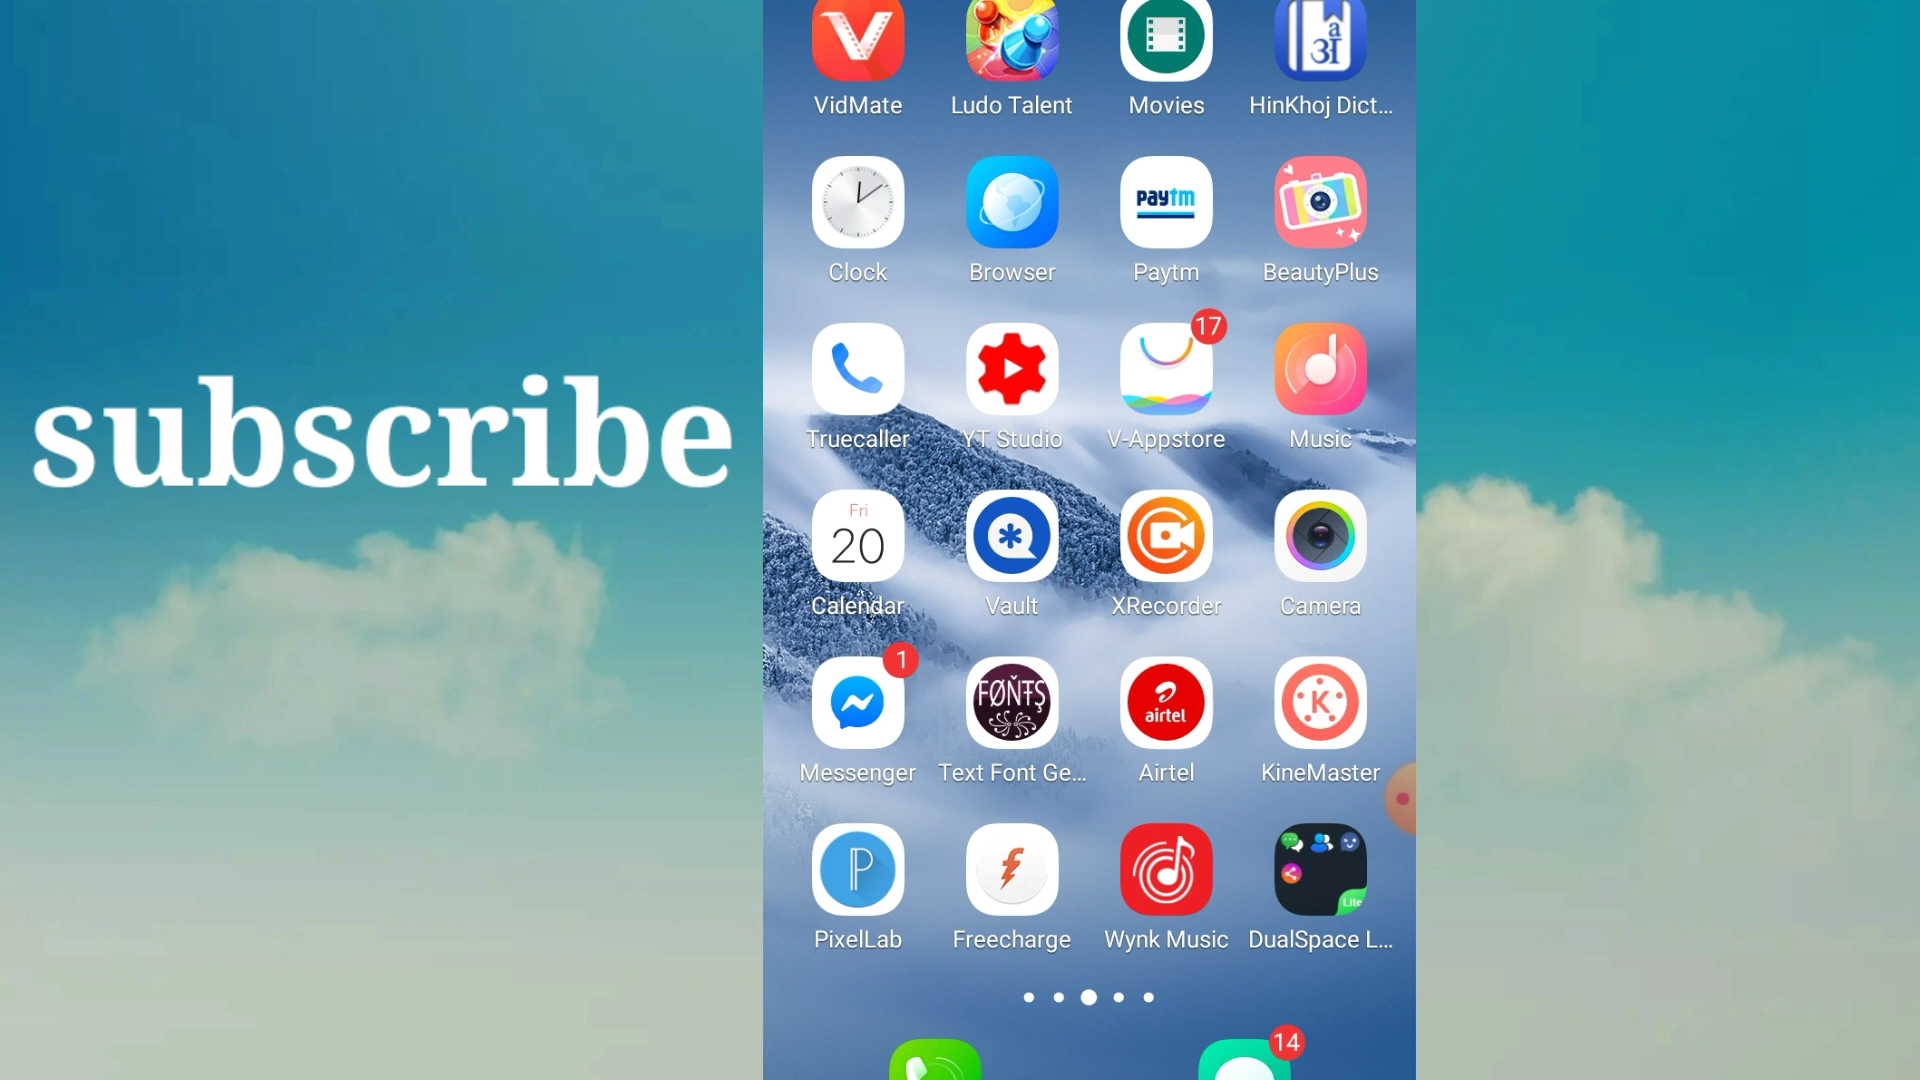 subscribe
VidMate
Ludo Talent
Movies
अ a
HinKhoj Dict...
Clock
Browser
paytm
Paytm
BeautyPlus
17
Truecaller
YT Studio
V-Appstore
Music
Fri
20
Calendar
Vault
XRecorder
Camera
1
FØŇŦŞ
airtel
K
Messenger
Text Font Ge...
Airtel
KineMaster
P
Lite
PixelLab
Freecharge
Wynk Music
DualSpace L...
14